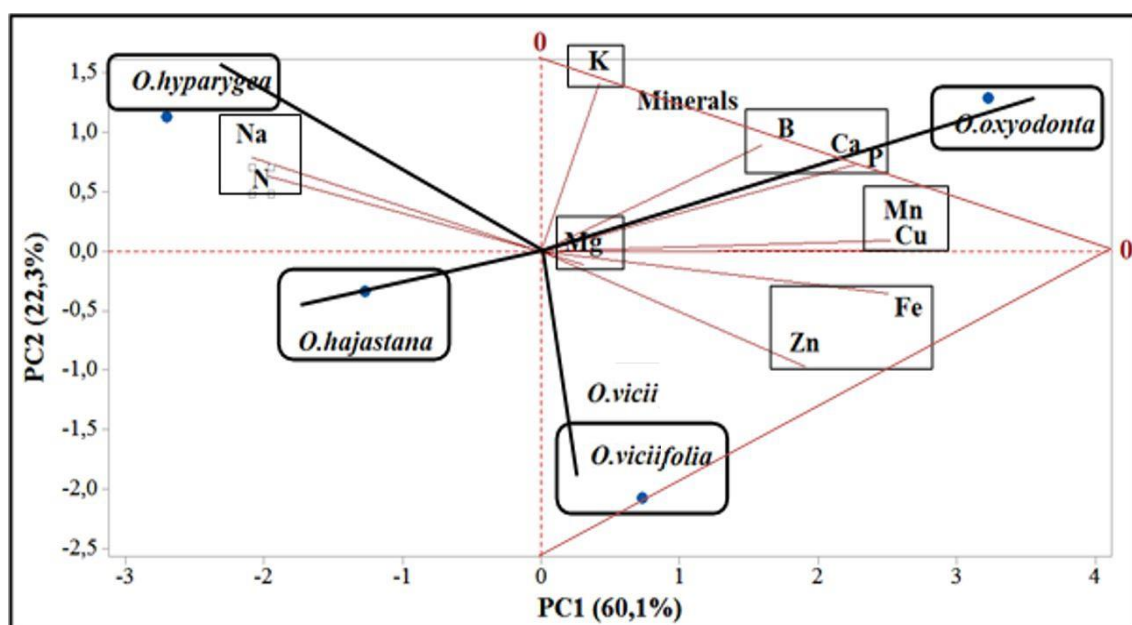 0
K
1,5
O.hyparygea
Minerals
O.oxyodonta
B
Ca
P
1,0
Na
N
0,5
Mn
Cu
Mg
0,0
0
O.hajastana
Fe
Zn
-0,5
-1,0
O.vicii
-1,5
O.viciifolia
-2,0
-2,5
PC2 (22,3%)
-3 -2 -1 0 1 2 3 4
PC1 (60,1%)